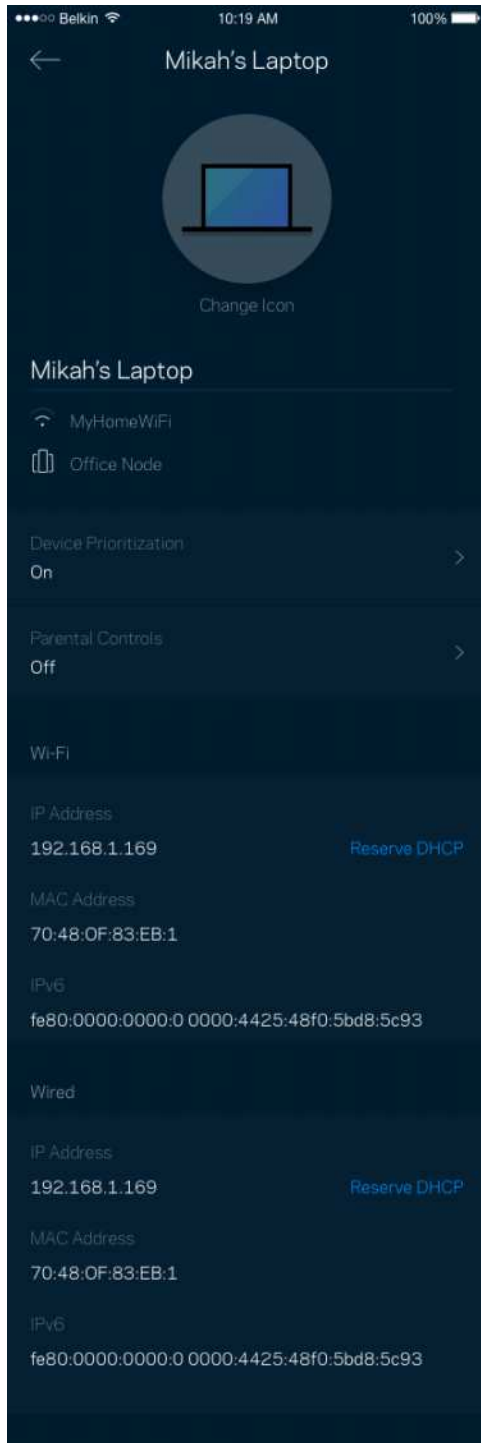 Belkin 10:19 AM 100%
Mikah's Laptop
Change Icon
Mikah's Laptop
MyHomeWiFi
Office Node
Device Prioritization
On
Parental Controls
Off
Wi-Fi
IP Address
192.168.1.169 Reserve DHCP
MAC Address
70:48:0F:83:EB:1
IPv6
fe80:0000:0000:0 0000:4425:48f0:5bd8:5c93
Wired
IP Address
192.168.1.169 Reserve DHCP
MAC Address
70:48:0F:83:EB:1
IPv6
fe80:0000:0000:0 0000:4425:48f0:5bd8:5c93